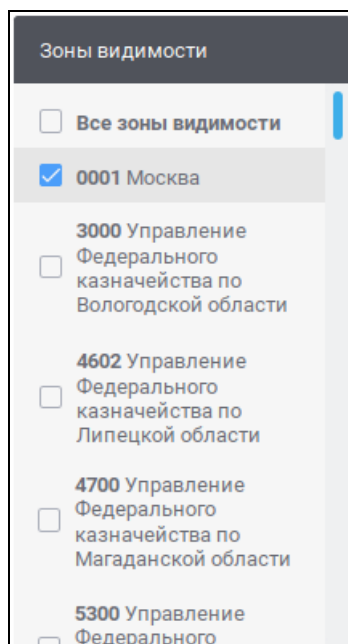 Зоны видимости
Все зоны видимости
0001 Москва
3000 Управление
Федерального
казначейства по
Вологодской области
4602 Управление
Федерального
казначейства по
Липецкой области
4700 Управление
Федерального
казначейства по
Магаданской области
5300 Управление
Федерального